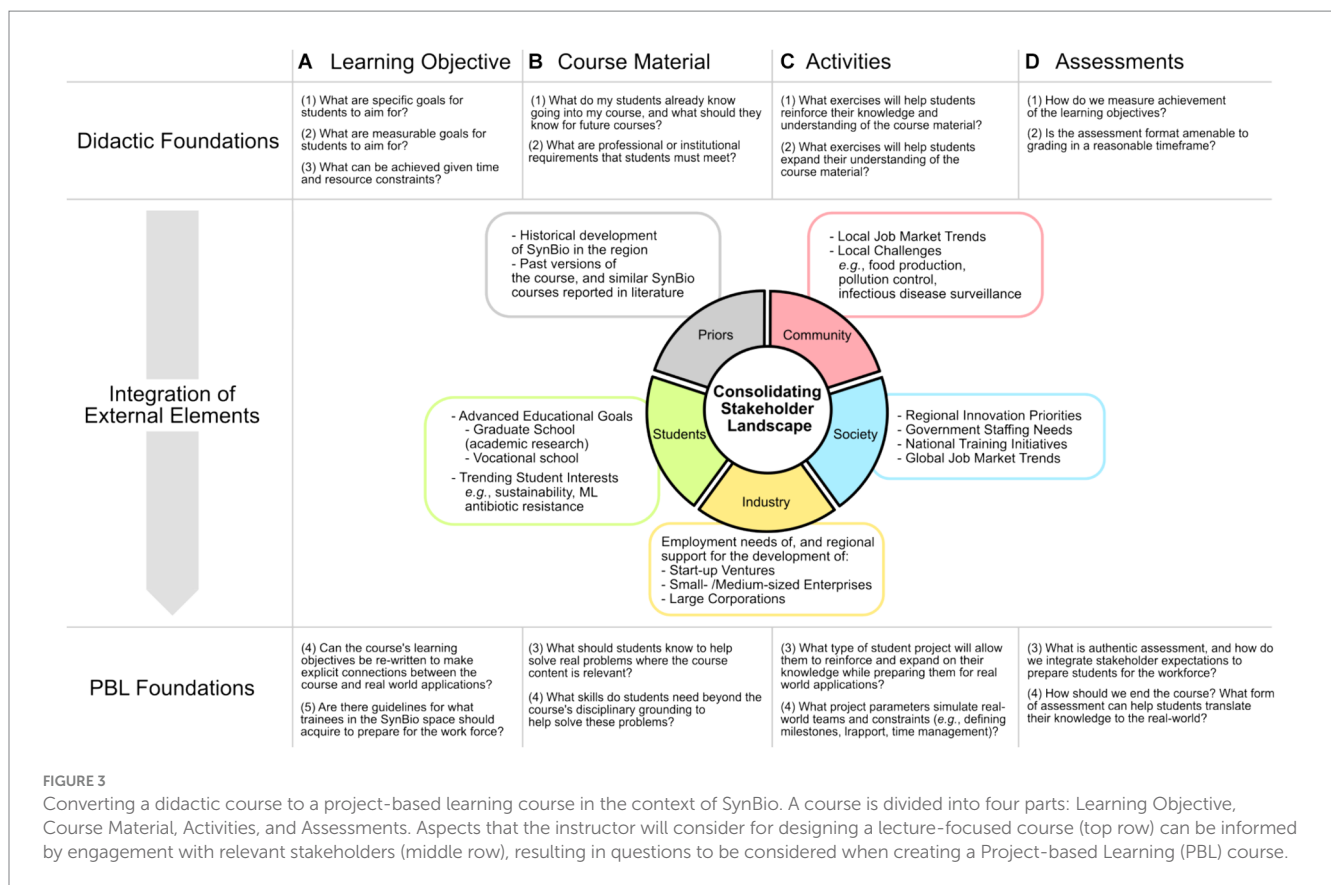 A Learning Objective
B Course Material
C Activities
D Assessments
Didactic Foundations
(1) What are specific goals for
students to aim for?
(2) What are measurable goals for
students to aim for?
(3) What can be achieved given time
and resource constraints?
(1) What do my students already know
going into my course, and what should they
know for future courses?
(2) What are professional or institutional
requirements that students must meet?
(1) What exercises will help students
reinforce their knowledge and
understanding of the course material?
(2) What exercises will help students
expand their understanding of the
course material?
(1) How do we measure achievement
of the learning objectives?
(2) Is the assessment format amenable to
grading in a reasonable timeframe?
Integration of
External Elements
- Historical development
of SynBio in the region
- Past versions of
the course, and similar SynBio
courses reported in literature
- Local Job Market Trends
- Local Challenges
e.g., food production,
pollution control,
infectious disease surveillance
Priors
Community
Consolidating
Stakeholder
Landscape
Students
Society
Industry
- Advanced Educational Goals
- Graduate School
(academic research)
- Vocational school
- Trending Student Interests
e.g., sustainability, ML
antibiotic resistance
- Regional Innovation Priorities
- Government Staffing Needs
- National Training Initiatives
- Global Job Market Trends
Employment needs of, and regional
support for the development of:
- Start-up Ventures
- Small- /Medium-sized Enterprises
- Large Corporations
PBL Foundations
(4) Can the course's learning
objectives be re-written to make
explicit connections between the
course and real world applications?
(5) Are there guidelines for what
trainees in the SynBio space should
acquire to prepare for the work force?
(3) What should students know to help
solve real problems where the course
content is relevant?
(4) What skills do students need beyond the
course's disciplinary grounding to
help solve these problems?
(3) What type of student project will allow
them to reinforce and expand on their
knowledge while preparing them for real
world applications?
(4) What project parameters simulate real-
world teams and constraints (e.g., defining
milestones, lrapport, time management)?
(3) What is authentic assessment, and how do
we integrate stakeholder expectations to
prepare students for the workforce?
(4) How should we end the course? What form
of assessment can help students translate
their knowledge to the real-world?
FIGURE 3
Converting a didactic course to a project-based learning course in the context of SynBio. A course is divided into four parts: Learning Objective,
Course Material, Activities, and Assessments. Aspects that the instructor will consider for designing a lecture-focused course (top row) can be informed
by engagement with relevant stakeholders (middle row), resulting in questions to be considered when creating a Project-based Learning (PBL) course.